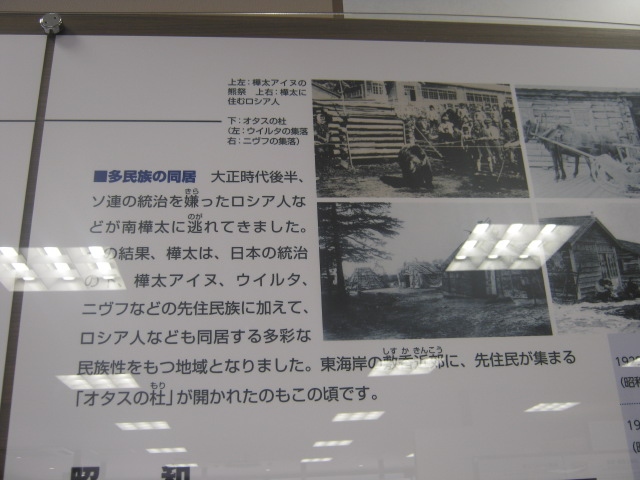 上左:樺太アイヌの
熊祭 上右:樺太に
住むロシア人
下:オタスの杜
(左:ウイルタの集落
右:ニヴフの集落)
■多民族の同居 大正時代後半、
ソ連の統治を嫌ったロシア人な
どが南樺太に逃れてきました。
の結果、樺太は、日本の統治
の下、樺太アイヌ、ウイルタ、
ニヴフなどの先住民族に加えて、
ロシア人なども同居する多彩な
民族性をもつ地域となりました。東海岸の敷香近郊に、先住民が集まる
「オタスの杜」が開かれたのもこの頃です。
昭和